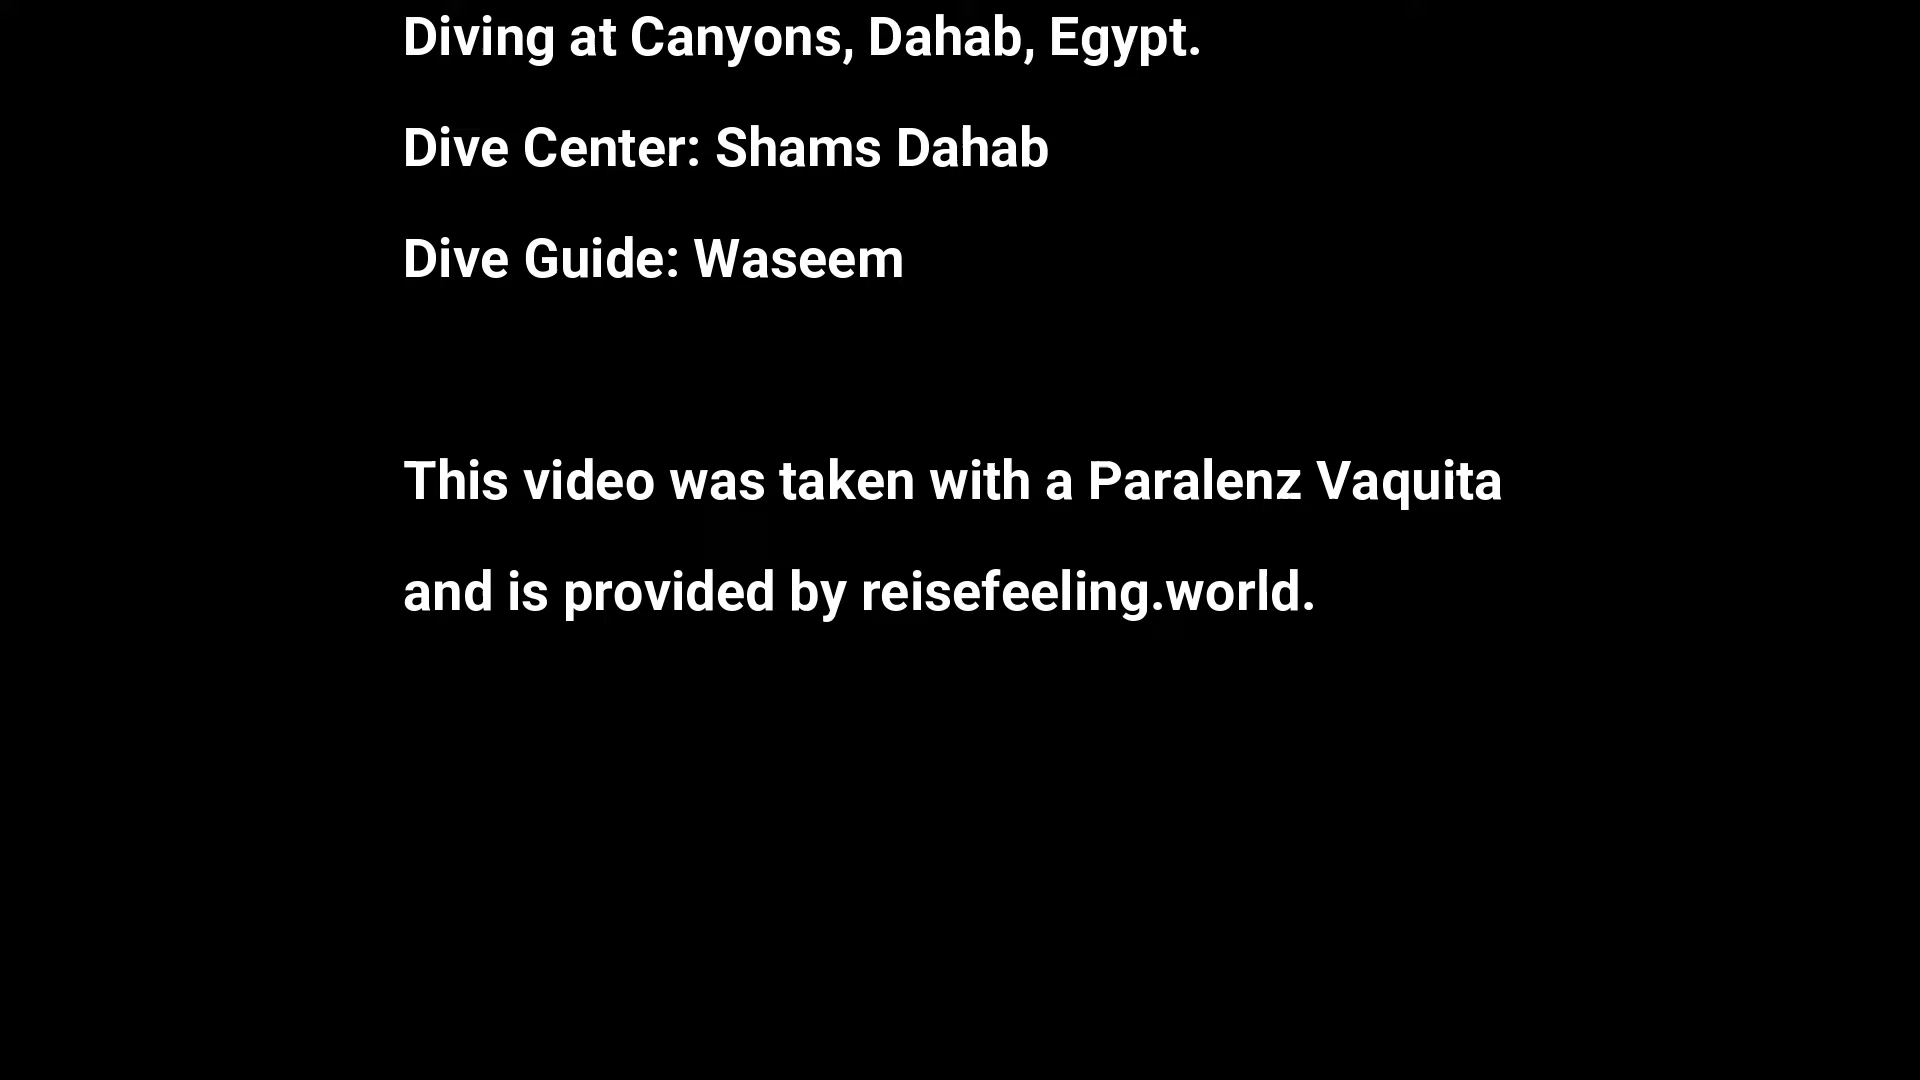 Diving at Canyons, Dahab, Egypt.
Dive Center: Shams Dahab
Dive Guide: Waseem
This video was taken with a Paralenz Vaquita
and is provided by reisefeeling.world.